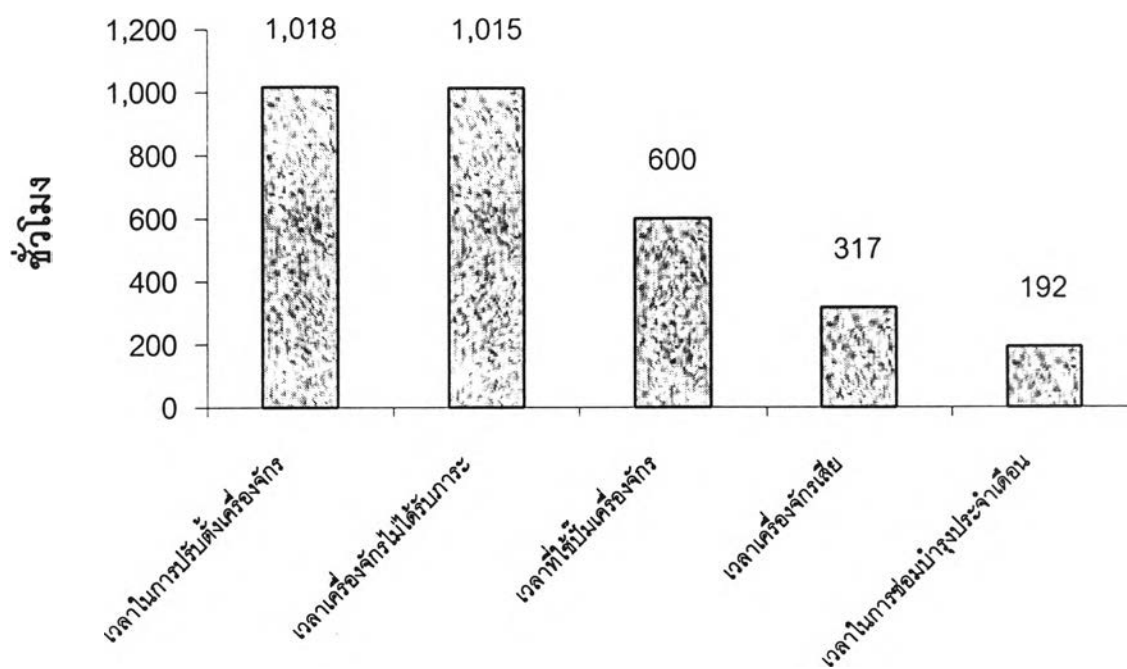 ชั่วโมง
1,200
1,000
800
600
400
200
0
1,018
1,015
600
317
192
เวลาในการปรับตั้งเครื่องจักร
เวลาเครื่องจักรไม่ได้รับภาระ
เวลาที่ใช้ปั๊มเครื่องจักร
เวลาเครื่องจักรเสีย
เวลาในการซ่อมบำรุงประจำเดือน